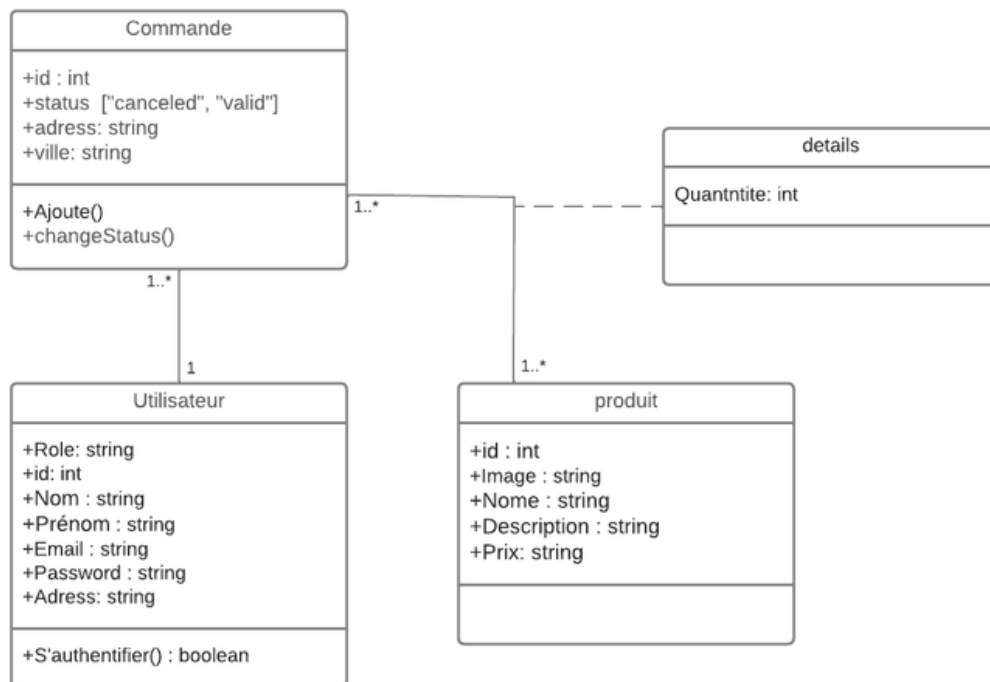 Commande
+id : int
+status  ["canceled", "valid"]
+adress: string
+ville: string
+Ajoute()
+changeStatus()
1..*
1..*
details
Quantntite: int
1
1..*
Utilisateur
+Role: string
+id: int
+Nom : string
+Prénom : string
+Email : string
+Password : string
+Adress: string
+S'authentifier() : boolean
produit
+id : int
+Image : string
+Nome : string
+Description : string
+Prix: string